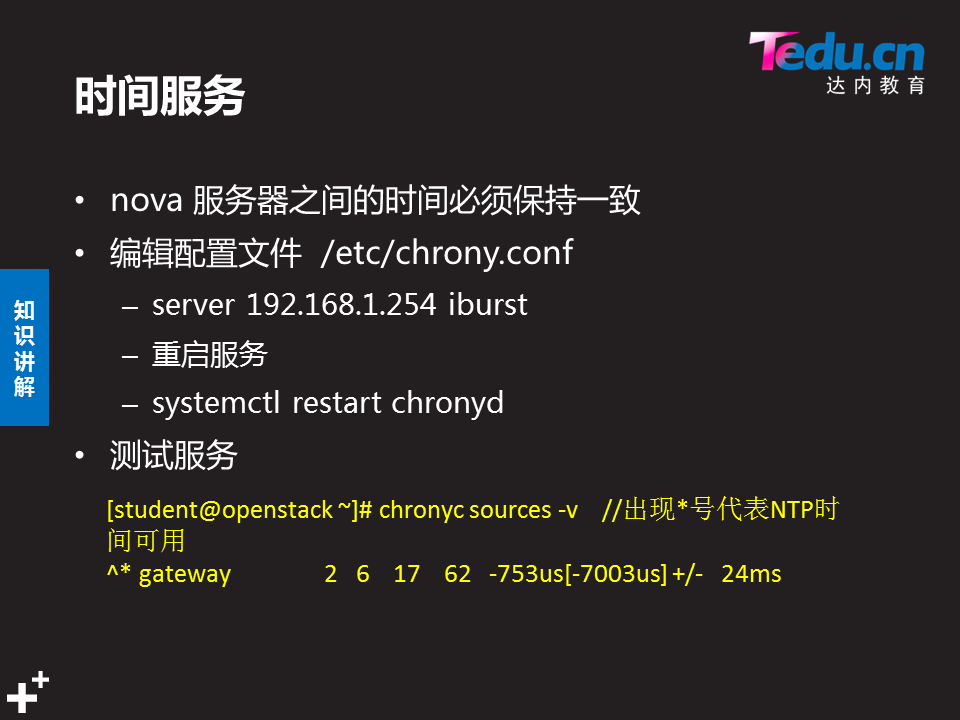 Tedu.cn
达内教育
时间服务
• nova 服务器之间的时间必须保持一致
• 编辑配置文件 /etc/chrony.conf
– server 192.168.1.254 iburst
– 重启服务
– systemctl restart chronyd
• 测试服务
知识讲解
[student@openstack ~]# chronyc sources -v //出现*号代表NTP时
间可用
^* gateway 2 6 17 62 -753us[-7003us] +/- 24ms